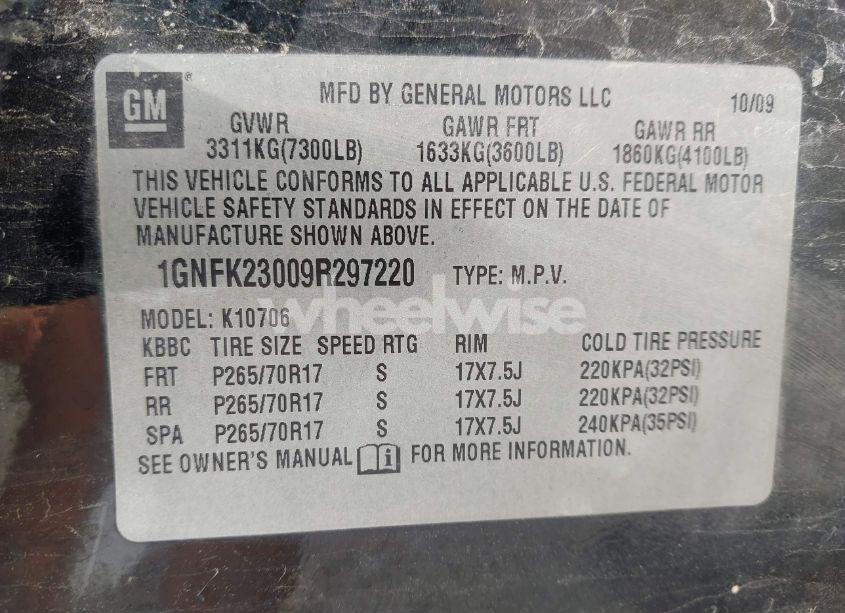 GM ® MFD BY GENERAL MOTORS LLC 10/09
GVWR GAWR FRT GAWR RR
3311KG(7300LB) 1633KG(3600LB) 1860KG(4100LB)
THIS VEHICLE CONFORMS TO ALL APPLICABLE U.S. FEDERAL MOTOR
VEHICLE SAFETY STANDARDS IN EFFECT ON THE DATE OF
MANUFACTURE SHOWN ABOVE.
1GNFK23009R297220 TYPE: M.P.V.
wheelwise
MODEL: K10706
KBBC TIRE SIZE SPEED RTG RIM COLD TIRE PRESSURE
FRT P265/70R17 S 17X7.5J 220KPA(32PSI)
RR P265/70R17 S 17X7.5J 220KPA(32PSI)
SPA P265/70R17 S 17X7.5J 240KPA(35PSI)
SEE OWNER'S MANUAL i FOR MORE INFORMATION.